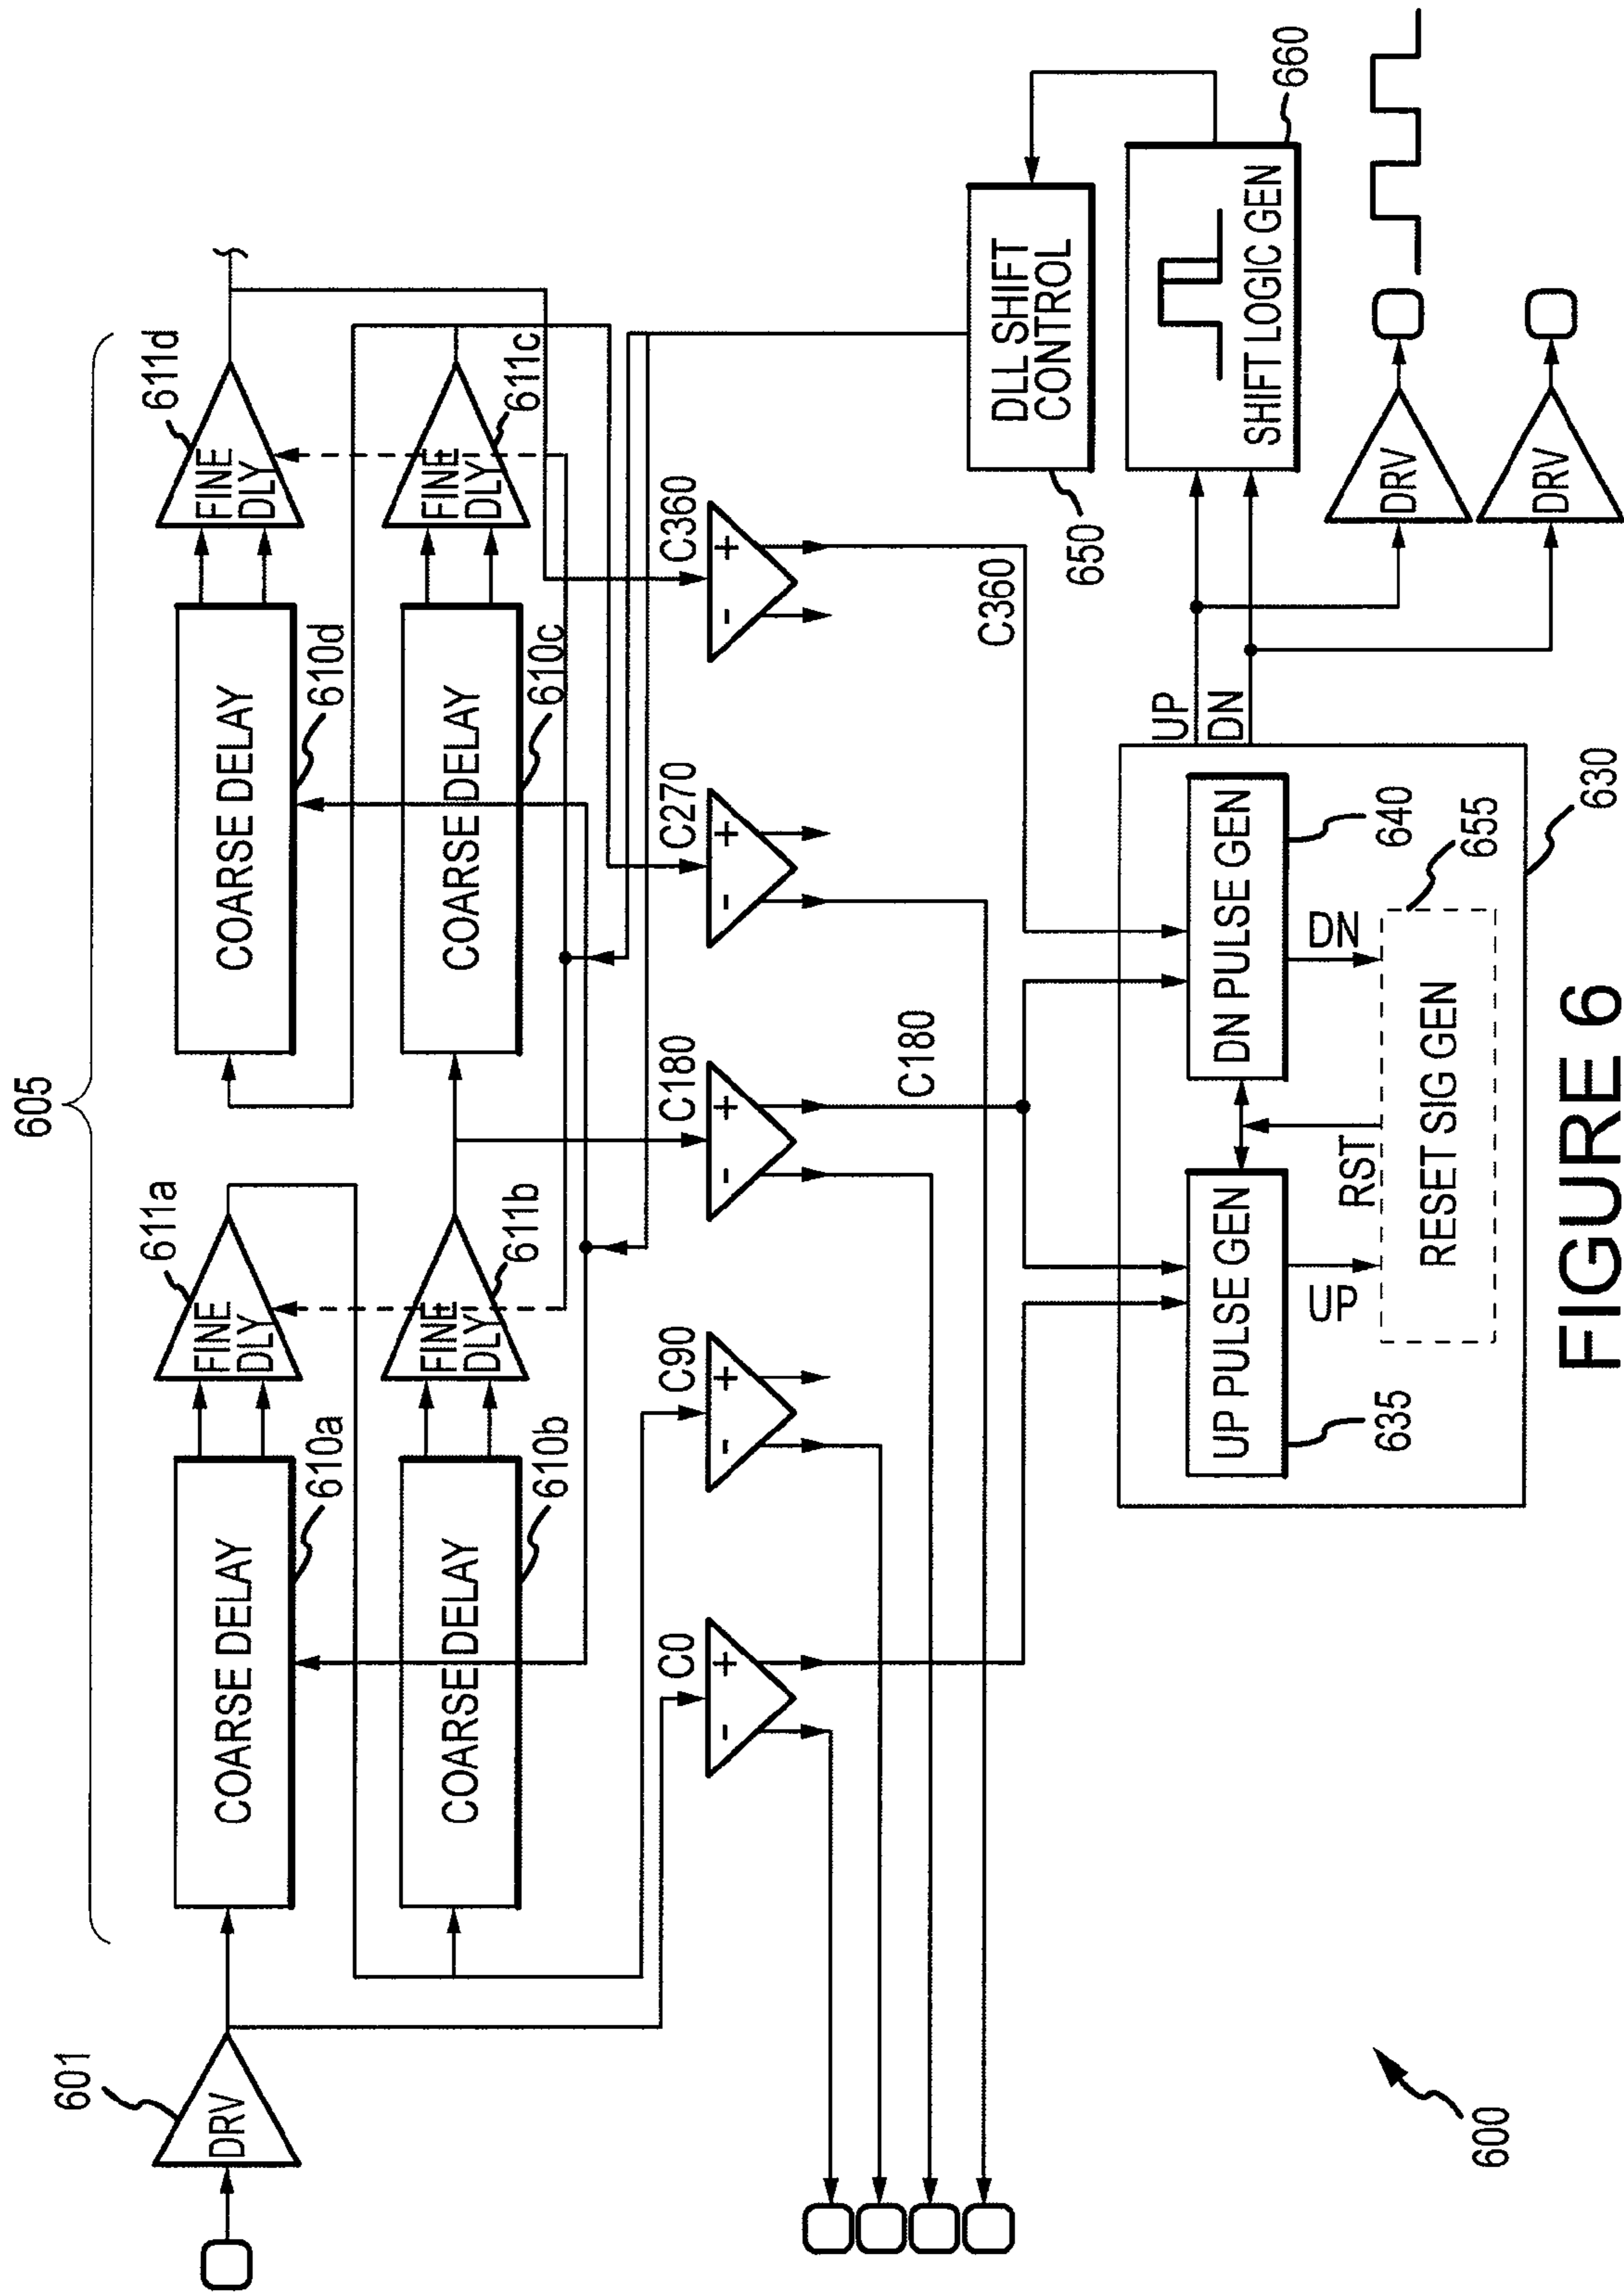 605
601
DRV
COARSE DELAY
610a
FINE
DLY
611a
COARSE DELAY
610d
FINE
DLY
611d
COARSE DELAY
610b
FINE
DLY
611b
COARSE DELAY
610c
FINE
DLY
611c
C0
- +
C90
- +
C180
- +
C270
- +
C360
- +
C180
C360
DLL SHIFT
CONTROL
650
SHIFT LOGIC GEN
660
UP
DN
DRV
DRV
UP PULSE GEN
635
DN PULSE GEN
640
UP
RST
DN
RESET SIG GEN
655
630
600
FIGURE 6